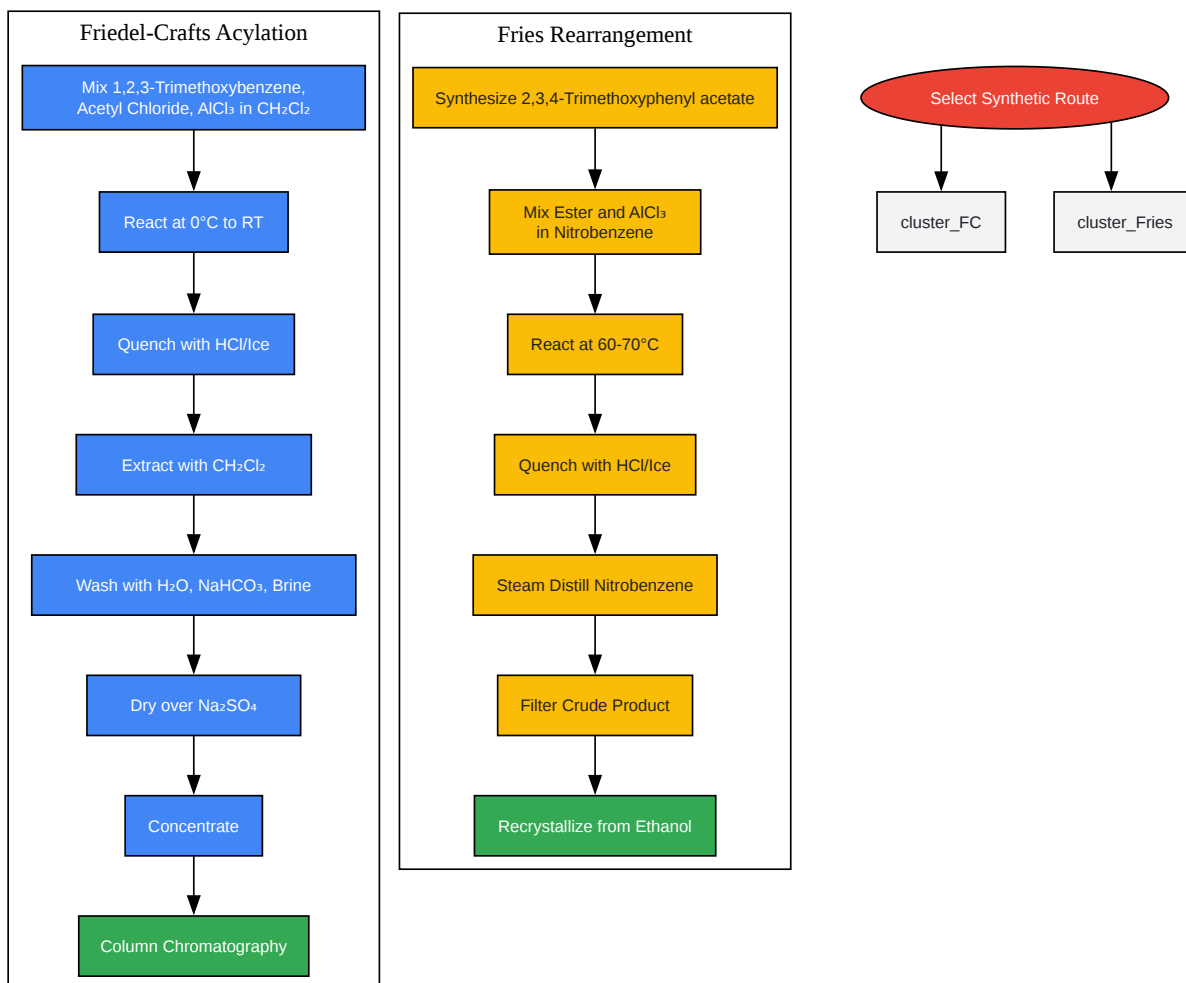 Friedel-Crafts Acylation
Mix 1,2,3-Trimethoxybenzene,
Acetyl Chloride, AlCl₃ in CH₂Cl₂
React at 0°C to RT
Quench with HCl/Ice
Extract with CH₂Cl₂
Wash with H₂O, NaHCO₃, Brine
Dry over Na₂SO₄
Concentrate
Column Chromatography
Fries Rearrangement
Synthesize 2,3,4-Trimethoxyphenyl acetate
Mix Ester and AlCl₃
in Nitrobenzene
React at 60-70°C
Quench with HCl/Ice
Steam Distill Nitrobenzene
Filter Crude Product
Recrystallize from Ethanol
Select Synthetic Route
cluster_FC
cluster_Fries